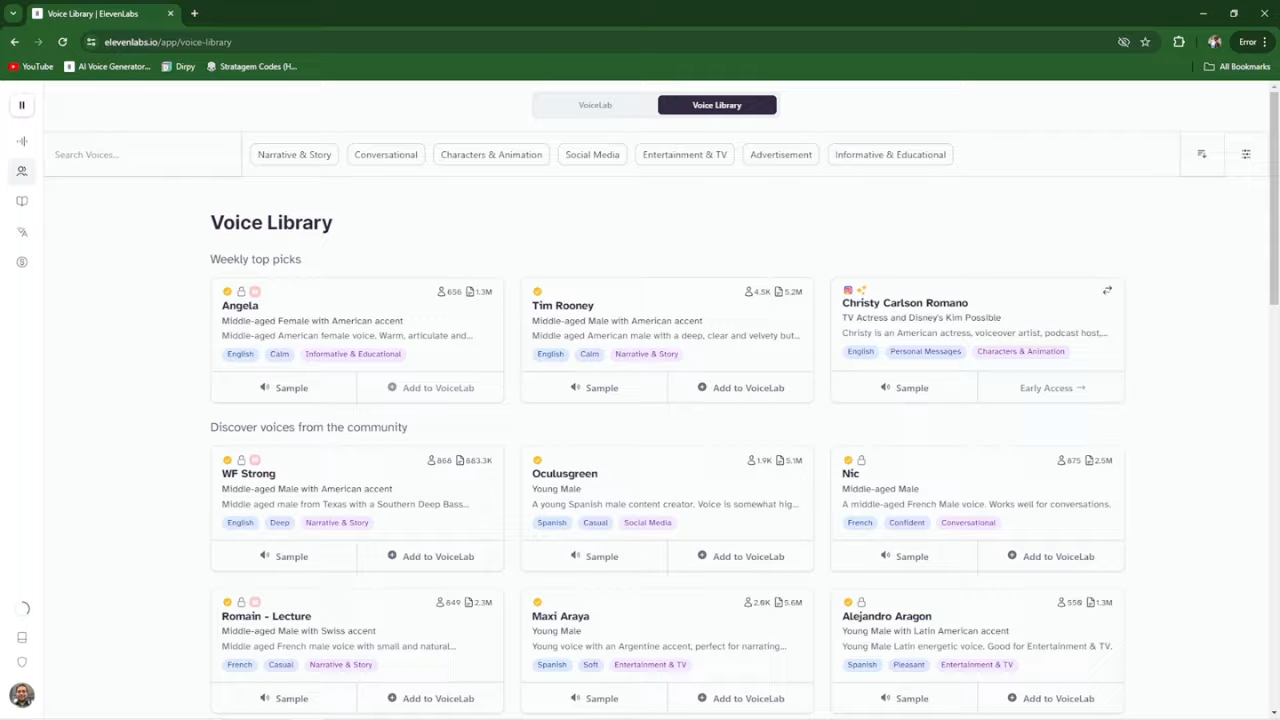 Voice Library | ElevenLabs
elevenlabs.io/app/voice-library
Error
YouTube
AI Voice Generator...
Dirpy
Stratagem Codes (H...
All Bookmarks
VoiceLab
Voice Library
Search Voices...
Narrative & Story
Conversational
Characters & Animation
Social Media
Entertainment & TV
Advertisement
Informative & Educational
Voice Library
Weekly top picks
656 1.3M
Angela
Middle-aged Female with American accent
Middle-aged American female voice. Warm, articulate and...
English Calm Informative & Educational
Sample Add to VoiceLab
4.5K 5.2M
Tim Rooney
Middle-aged Male with American accent
Middle aged American male with a deep, clear and velvety but...
English Calm Narrative & Story
Sample Add to VoiceLab
Christy Carlson Romano
TV Actress and Disney's Kim Possible
Christy is an American actress, voiceover artist, podcast host,...
English Personal Messages Characters & Animation
Sample Early Access →
Discover voices from the community
868 683.3K
WF Strong
Middle-aged Male with American accent
Middle aged male from Texas with a Southern Deep Bass...
English Deep Narrative & Story
Sample Add to VoiceLab
1.9K 5.1M
Oculusgreen
Young Male
A young Spanish male content creator. Voice is somewhat hig...
Spanish Casual Social Media
Sample Add to VoiceLab
875 2.5M
Nic
Middle-aged Male
A middle-aged French Male voice. Works well for conversations.
French Confident Conversational
Sample Add to VoiceLab
849 2.3M
Romain - Lecture
Middle-aged Male with Swiss accent
Middle aged French male voice with small and natural...
French Casual Narrative & Story
Sample Add to VoiceLab
2.0K 5.6M
Maxi Araya
Young Male
Young voice with an Argentine accent, perfect for narrating...
Spanish Soft Entertainment & TV
Sample Add to VoiceLab
550 1.3M
Alejandro Aragon
Young Male with Latin American accent
Young Male Latin energetic voice. Good for Entertainment & TV.
Spanish Pleasant Entertainment & TV
Sample Add to VoiceLab